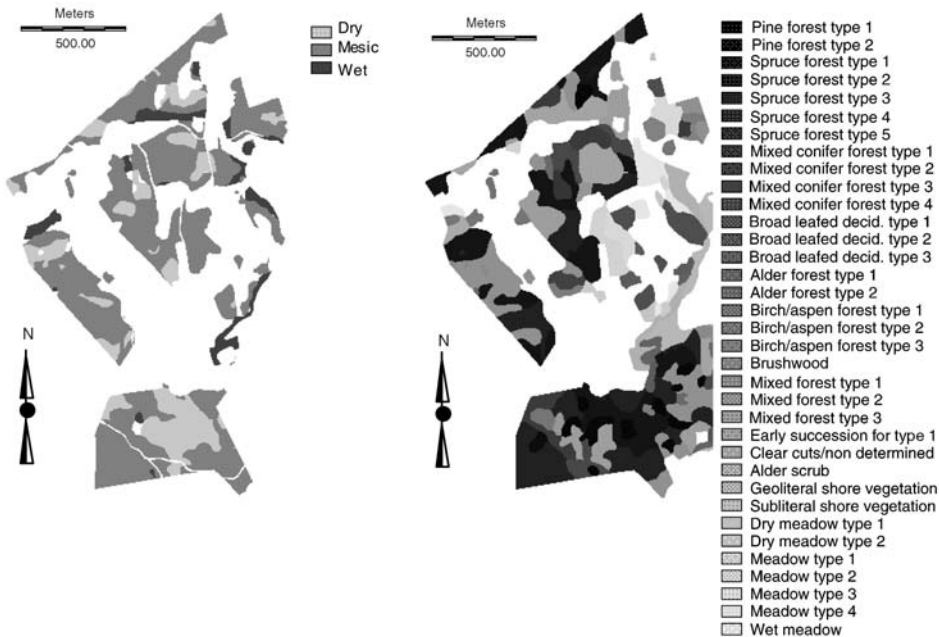 Meters
500.00
Dry
Mesic
Wet
N
Meters
500.00
N
Pine forest type 1
Pine forest type 2
Spruce forest type 1
Spruce forest type 2
Spruce forest type 3
Spruce forest type 4
Spruce forest type 5
Mixed conifer forest type 1
Mixed conifer forest type 2
Mixed conifer forest type 3
Mixed conifer forest type 4
Broad leafed decid. type 1
Broad leafed decid. type 2
Broad leafed decid. type 3
Alder forest type 1
Alder forest type 2
Birch/aspen forest type 1
Birch/aspen forest type 2
Birch/aspen forest type 3
Brushwood
Mixed forest type 1
Mixed forest type 2
Mixed forest type 3
Early succession for type 1
Clear cuts/non determined
Alder scrub
Geoliteral shore vegetation
Subliteral shore vegetation
Dry meadow type 1
Dry meadow type 2
Meadow type 1
Meadow type 2
Meadow type 3
Meadow type 4
Wet meadow